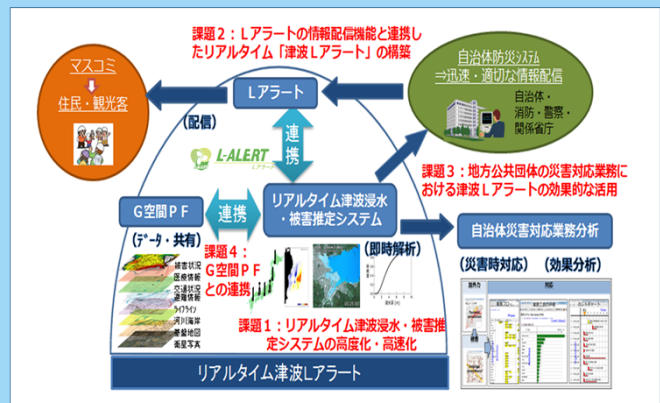 課題2：Lアラートの情報配信機能と連携し
たリアルタイム「津波Lアラート」の構築
マスコミ
住民・観光客
Lアラート
(配信)
連携
L-ALERT
自治体防災システム
⇒迅速・適切な情報配信
自治体・
消防・警察・
関係省庁
課題3：地方公共団体の災害対応業務に
おける津波Lアラートの効果的な活用
G空間PF
連携
リアルタイム津波浸水
・被害推定システム
自治体災害対応業務分析
(データ・共有)
(即時解析)
(災害時対応)
(効果分析)
課題4：
G空間PF
との連携
被害状況
医療情報
交通状況
避難情報
ライフライン
河川海岸
基盤地図
衛星写真
課題1：リアルタイム津波浸水・被害推
定システムの高度化・高速化
リアルタイム津波Lアラート